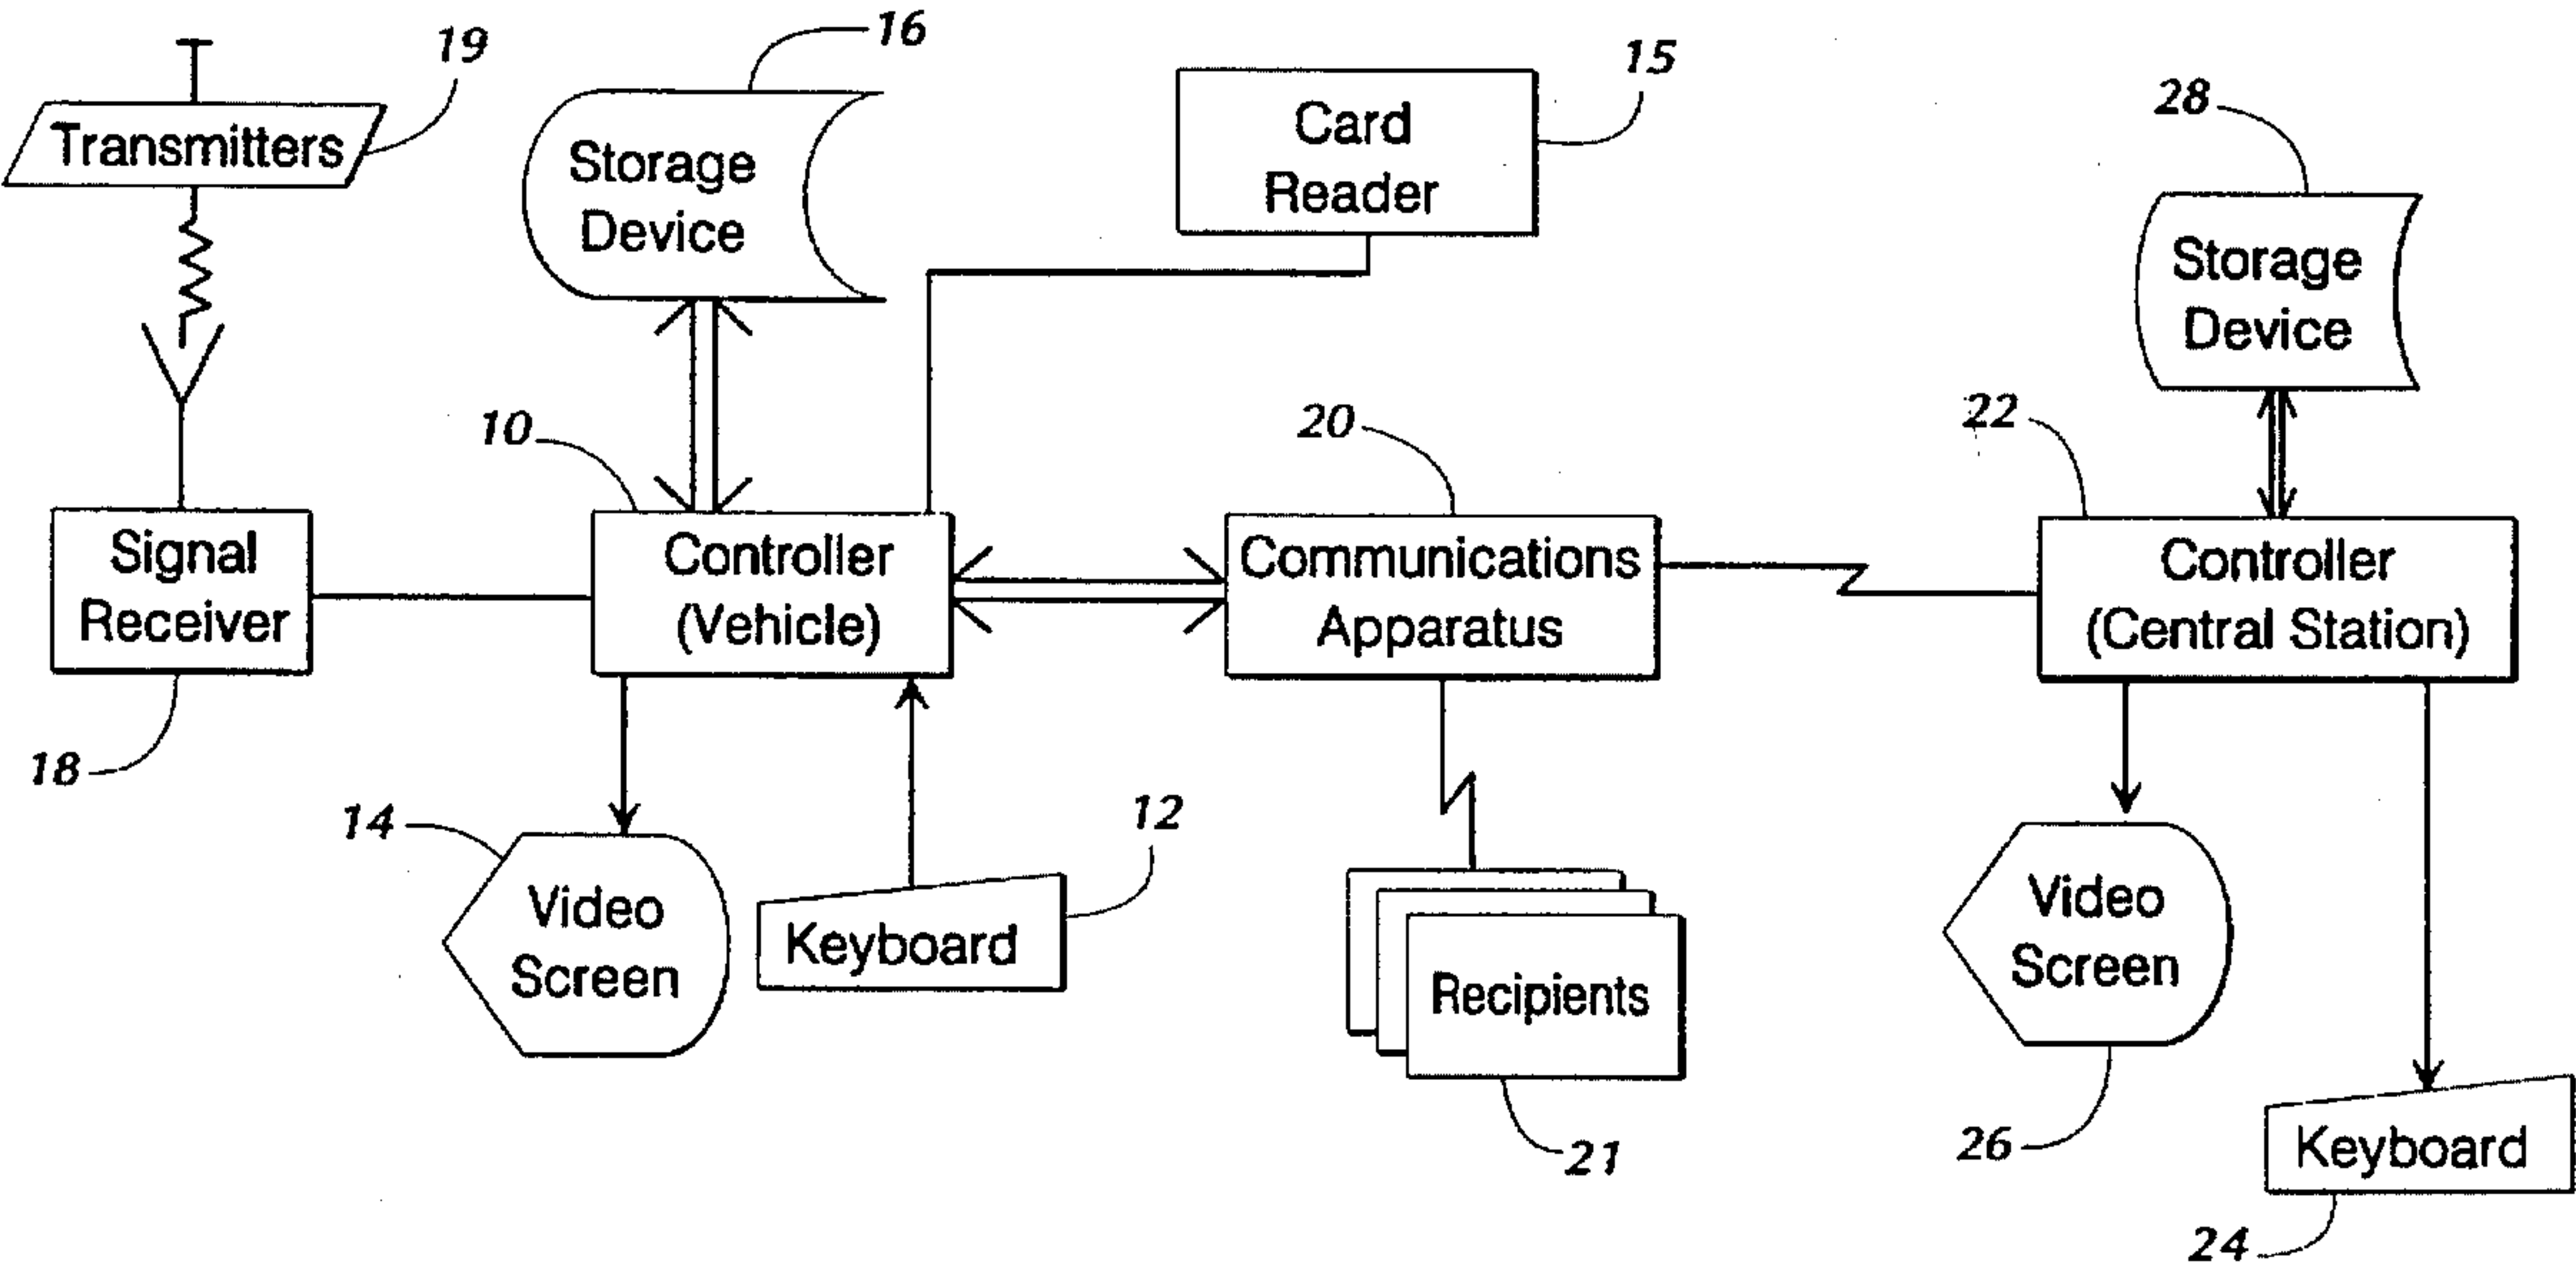 19
Transmitters
16
Storage
Device
15
Card
Reader
28
Storage
Device
10
20
22
Signal
Receiver
18
Controller
(Vehicle)
Communications
Apparatus
Controller
(Central Station)
14
Video
Screen
12
Keyboard
Recipients
21
Video
Screen
26
Keyboard
24